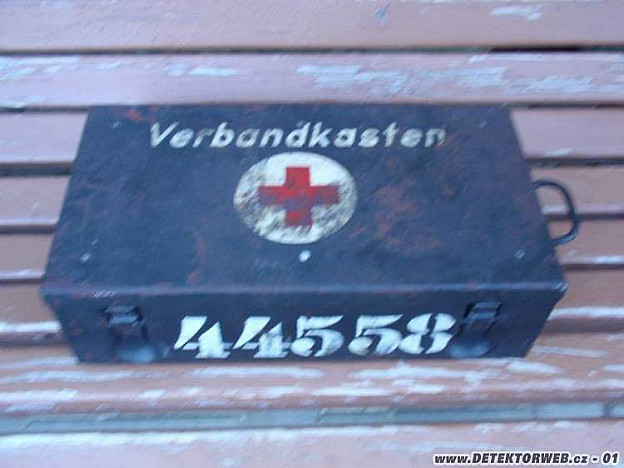 Verbandkasten
44558
www.DETEKTORWEB.cz - 01